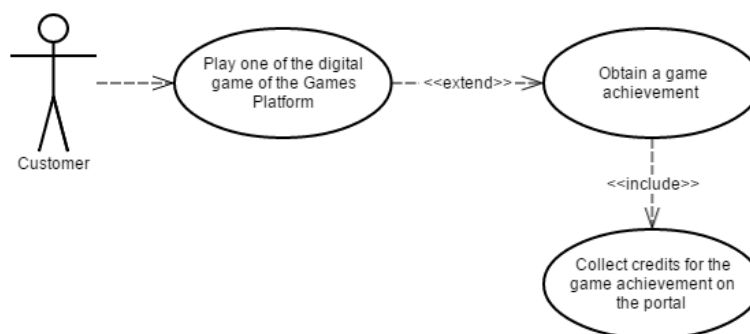 Play one of the digital
game of the Games
Platform
<<extend>>
Obtain a game
achievement
Customer
<<include>>
Collect credits for the
game achievement on
the portal